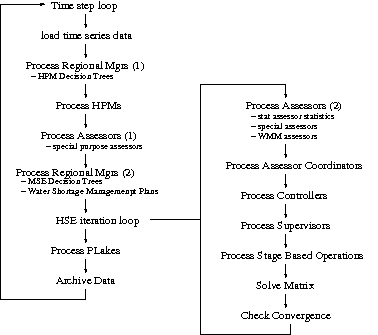 Time step loop
load time series data
Process Regional Mgrs (1)
– HPM Decision Trees
Process HPMs
Process Assessors (1)
– special purpose assessors
Process Regional Mgrs (2)
– MSE Decision Trees
– Water Shortage Managemenpt Plans
HSE iteration loop
Process PLakes
Archive Data
Process Assessors (2)
– stat assessor statistics
– special assessors
– WMM assessors
Process Assessor Coordinators
Process Controllers
Process Supervisors
Process Stage Based Operations
Solve Matrix
Check Convergence